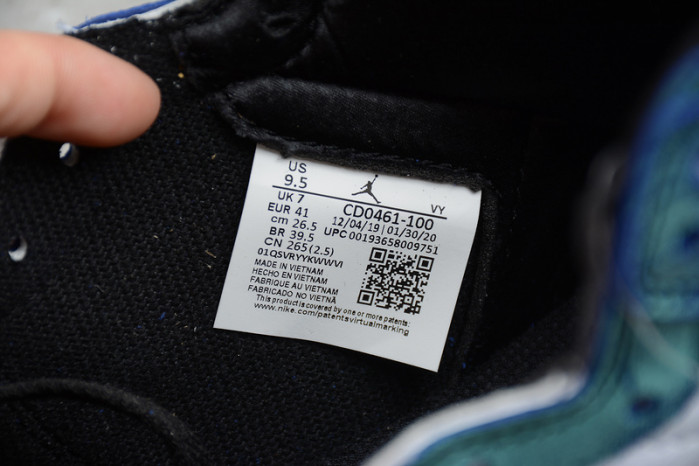 US
9.5
VY
UK 7
CD0461-100
EUR 41
12/04/19 | 01/30/20
cm 26.5
UPC 00193658009751
BR 39.5
CN 265(2.5)
01QSVRYYKWWVI
MADE IN VIETNAM
HECHO EN VIETNAM
FABRIQUE AU VIETNAM
FABRICADO NO VIETNÃ
This product is covered by one or more patents:
www.nike.com/patentsvirtualmarking